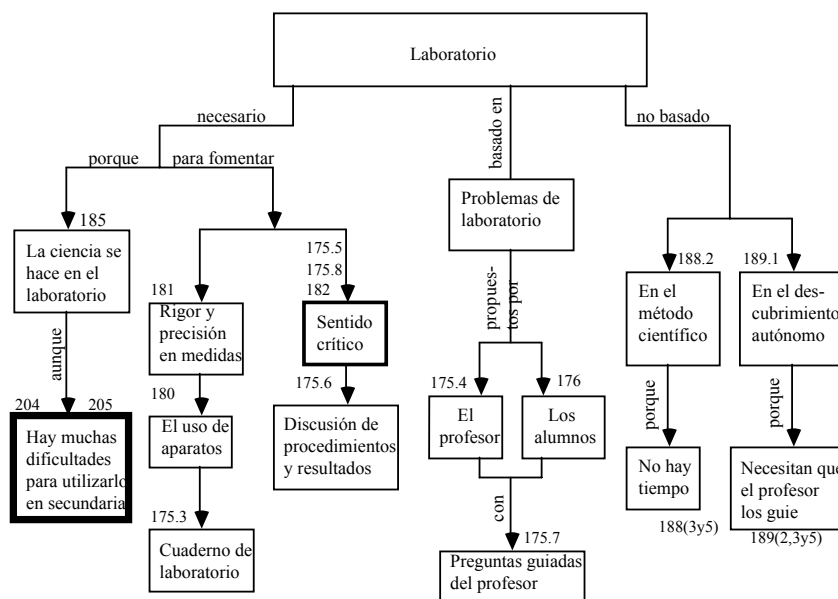 Laboratorio
necesario
basado en
no basado
porque
para fomentar
185
La ciencia se
hace en el
laboratorio
aunque
204
205
Hay muchas
dificultades
para utilizarlo
en secundaria
181
Rigor y
precisión
en medidas
180
El uso de
aparatos
175.3
Cuaderno de
laboratorio
175.5
175.8
182
Sentido
crítico
175.6
Discusión de
procedimientos
y resultados
Problemas de
laboratorio
propues-
tos por
175.4
El
profesor
176
Los
alumnos
con
175.7
Preguntas guiadas
del profesor
188.2
En el
método
científico
porque
No hay
tiempo
188(3y5)
189.1
En el des-
cubrimiento
autónomo
porque
Necesitan que
el profesor
los guie
189(2,3y5)